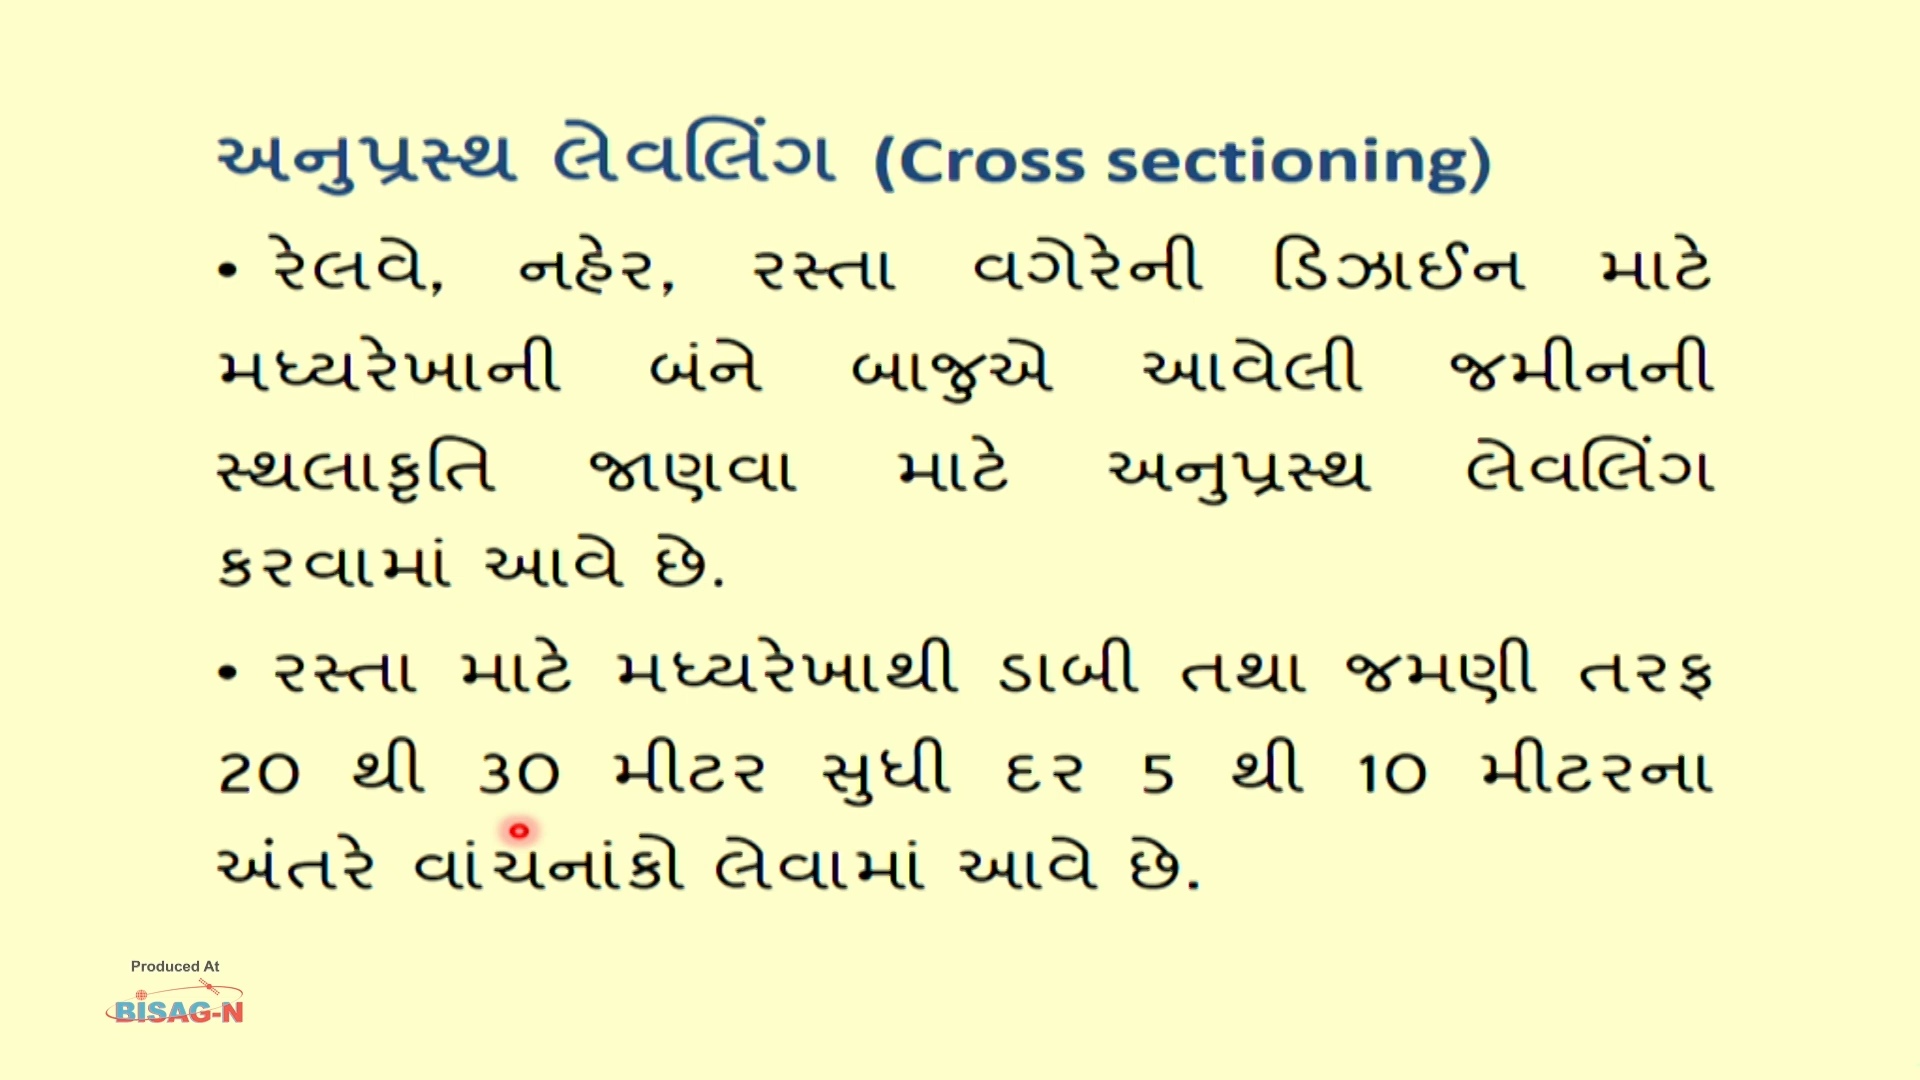 અનુપ્રસ્થ લેવલિંગ (Cross sectioning)
• રેલવે, નહેર, રસ્તા વગેરેની ડિઝાઈન માટે
મધ્યરેખાની બંને બાજુએ આવેલી જમીનની
સ્થલાકૃતિ જાણવા માટે અનુપ્રસ્થ લેવલિંગ
કરવામાં આવે છે.
• રસ્તા માટે મધ્યરેખાથી ડાબી તથા જમણી તરફ
20 થી 30 મીટર સુધી દર 5 થી 10 મીટરના
અંતરે વાંચનાંકો લેવામાં આવે છે.
Produced At
BISAG-N